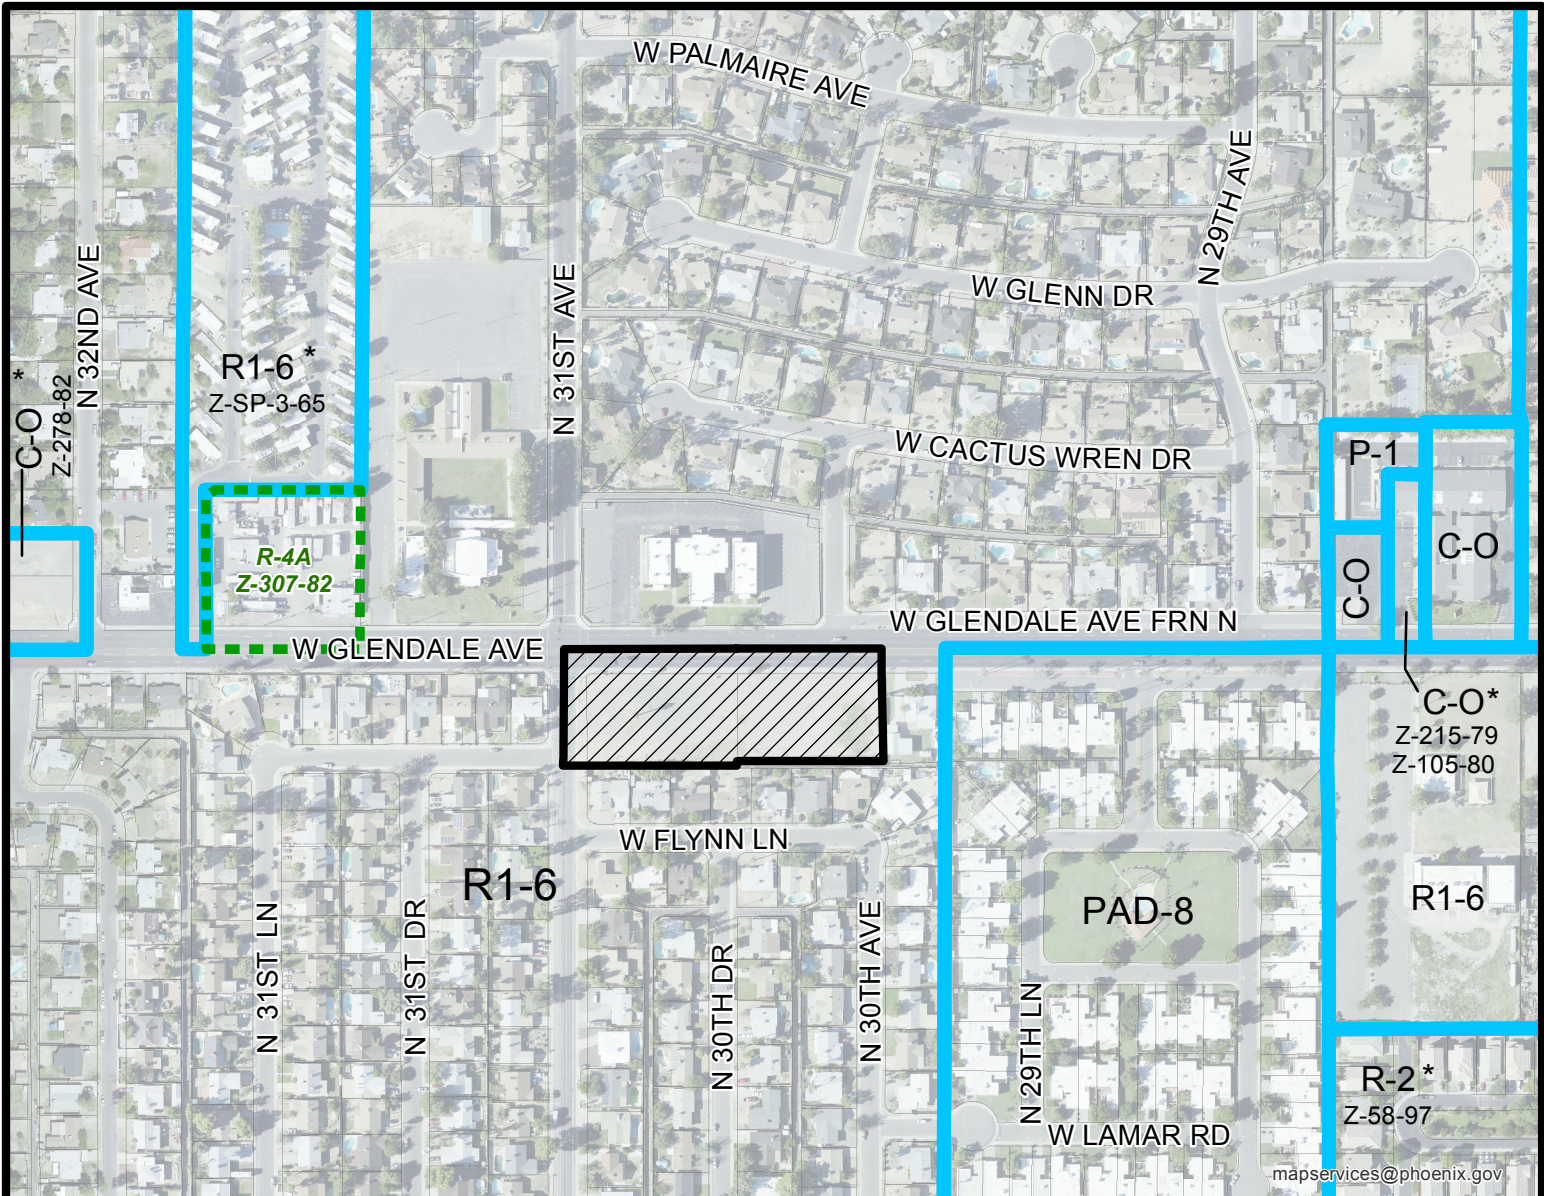 W PALMAIRE AVE
N 29TH AVE
N 32ND AVE
N 31ST AVE
W GLENN DR
R1-6 *
Z-SP-3-65
*
C-O
Z-278-82
W CACTUS WREN DR
P-1
C-O
C-O
R-4A
Z-307-82
W GLENDALE AVE FRN N
W GLENDALE AVE
C-O*
Z-215-79
Z-105-80
W FLYNN LN
R1-6
PAD-8
R1-6
N 31ST LN
N 31ST DR
N 30TH DR
N 30TH AVE
N 29TH LN
R-2 *
Z-58-97
W LAMAR RD
mapservices@phoenix.gov